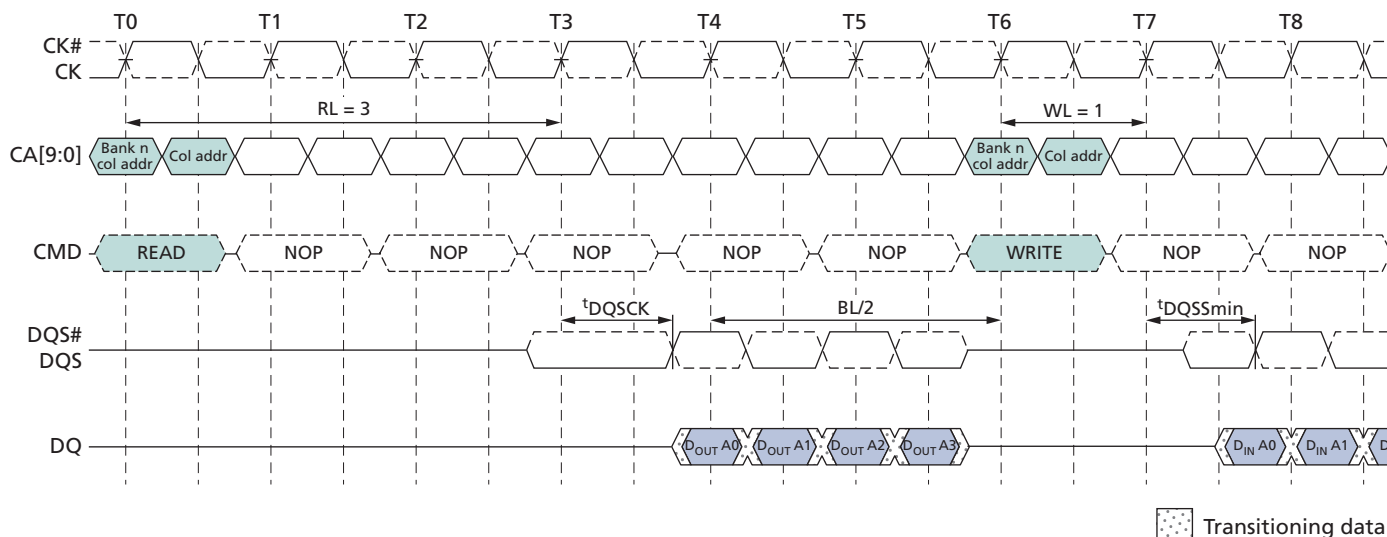 T0 T1 T2 T3 T4 T5 T6 T7 T8
CK#
CK
RL = 3 WL = 1
CA[9:0] Bank n col addr Col addr Bank n col addr Col addr
CMD READ NOP NOP NOP NOP NOP WRITE NOP NOP
tDQSCK BL/2 tDQSSmin
DQS#
DQS
DQ DOUT A0 DOUT A1 DOUT A2 DOUT A3 DIN A0 DIN A1 D
Transitioning data